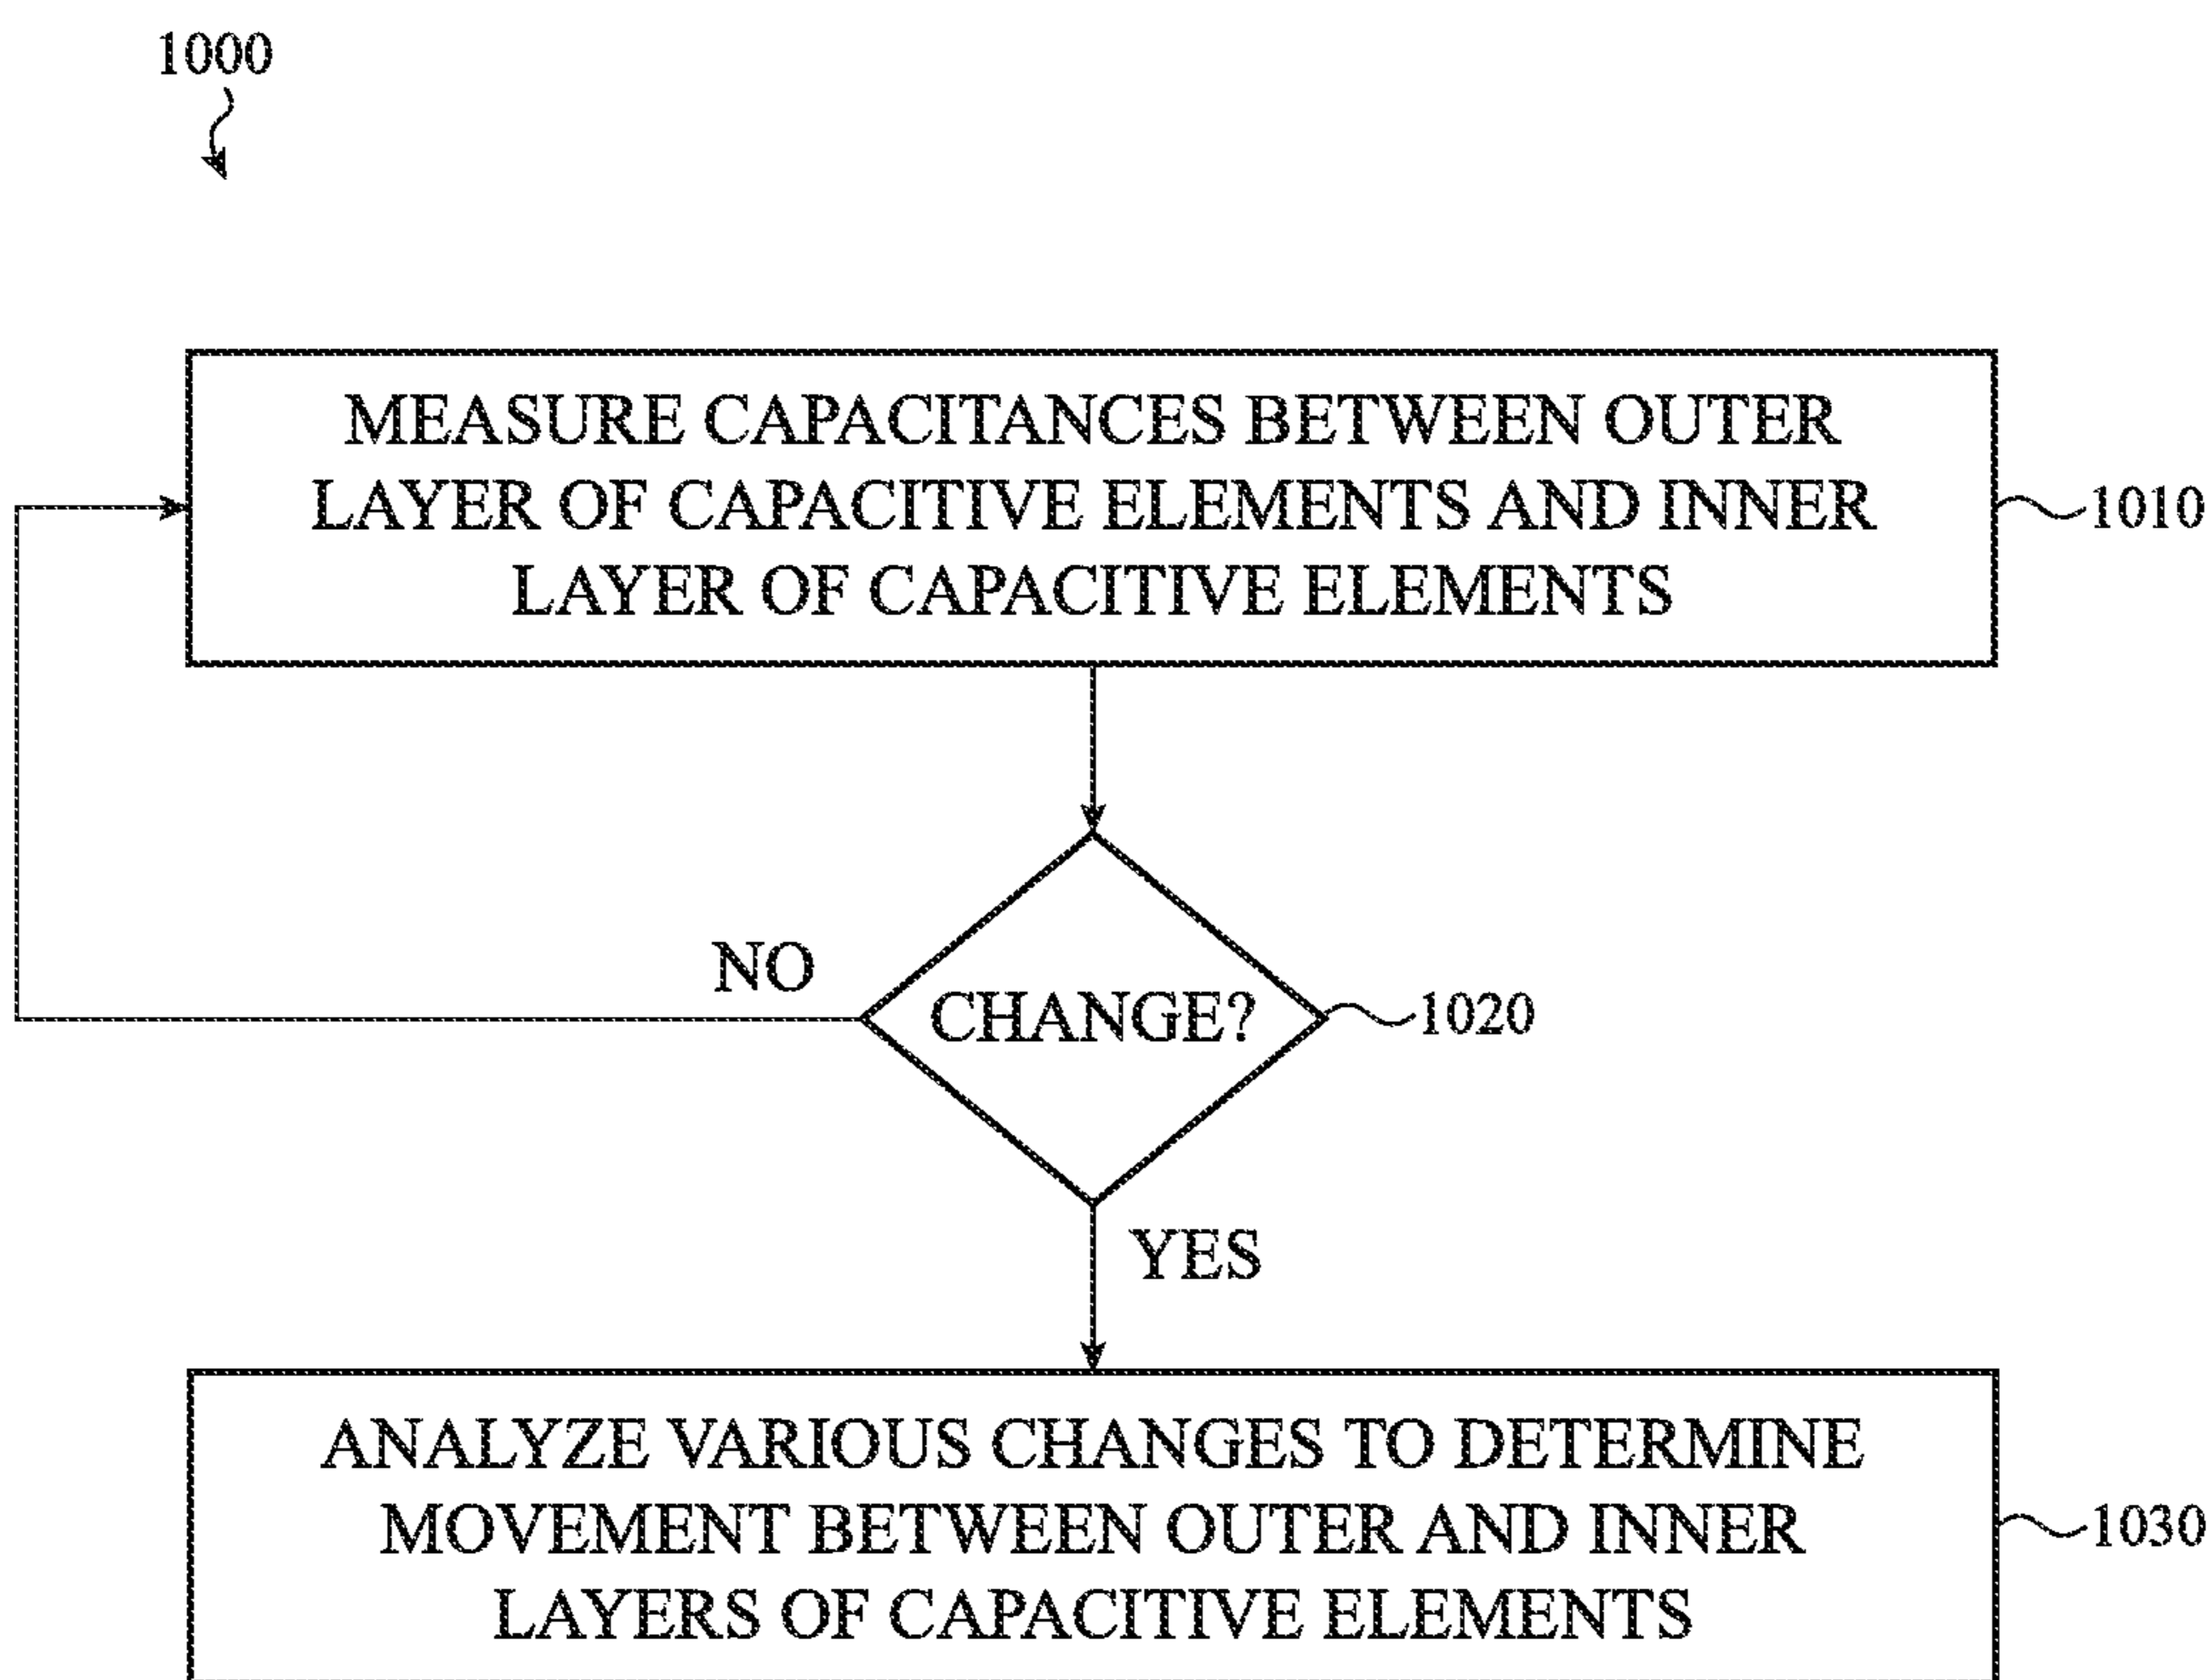 1000
MEASURE CAPACITANCES BETWEEN OUTER
LAYER OF CAPACITIVE ELEMENTS AND INNER
LAYER OF CAPACITIVE ELEMENTS
1010
NO
CHANGE?
1020
YES
ANALYZE VARIOUS CHANGES TO DETERMINE
MOVEMENT BETWEEN OUTER AND INNER
LAYERS OF CAPACITIVE ELEMENTS
1030